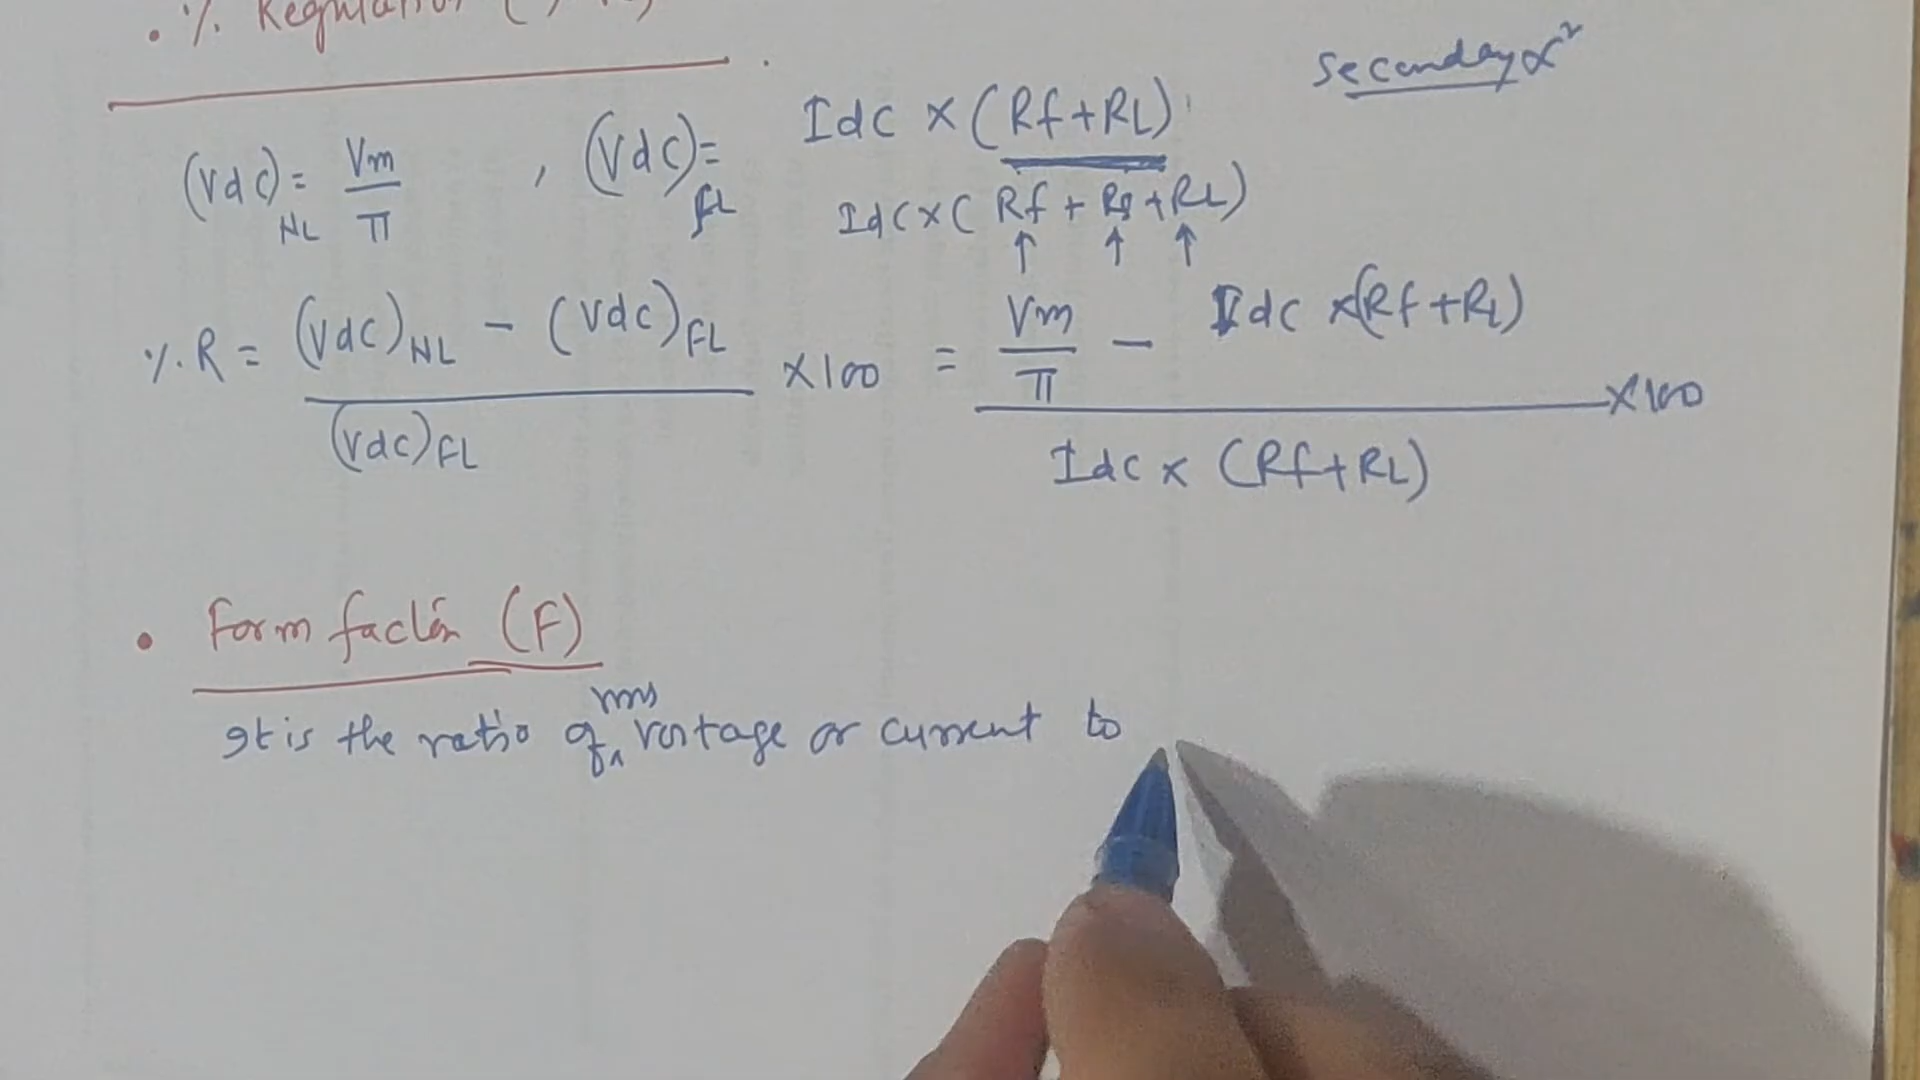 . % Regulation
Secondary
(Vdc)NL = Vm/π , (Vdc)FL = Idc × (Rf+RL)
Idc × (Rf + Rs + RL)
↑ ↑ ↑
% R = (Vdc)NL - (Vdc)FL / (Vdc)FL ×100 = Vm/π - Idc ×(Rf+RL) / Idc × (Rf+RL) ×100
• Form factor (F)
It is the ratio of rms voltage or current to